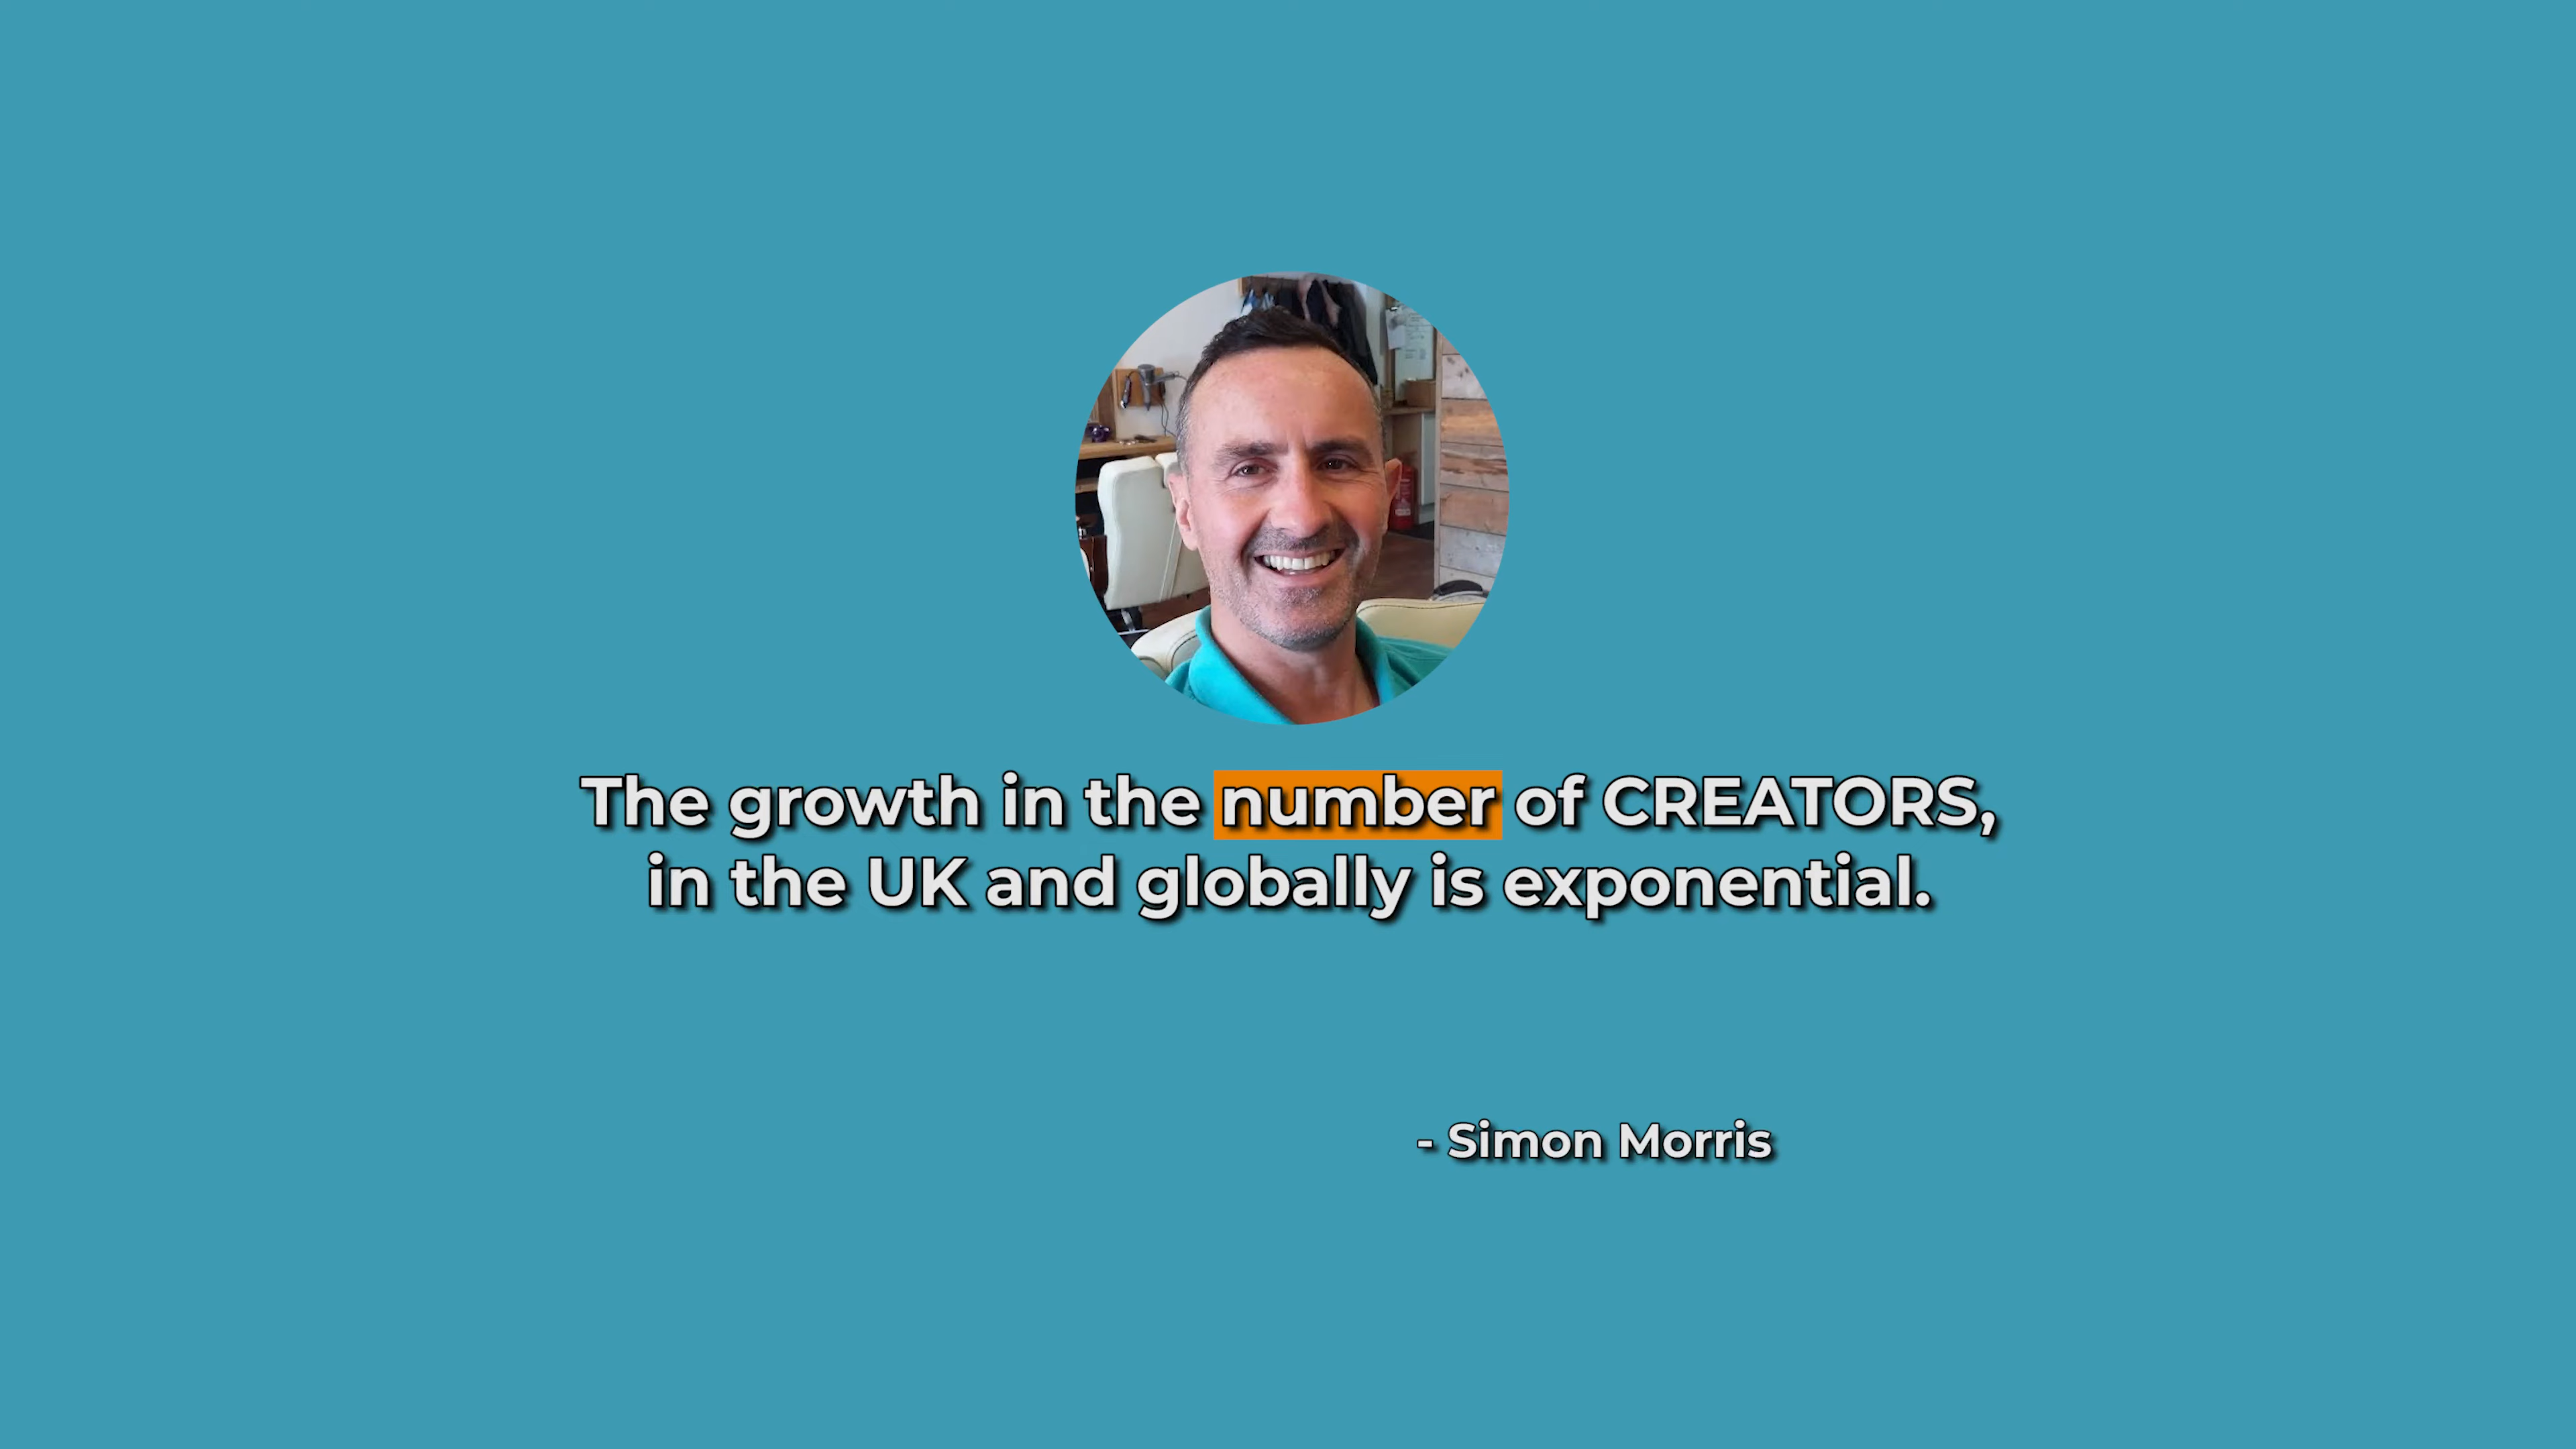 The growth in the number of CREATORS,
in the UK and globally is exponential.
- Simon Morris